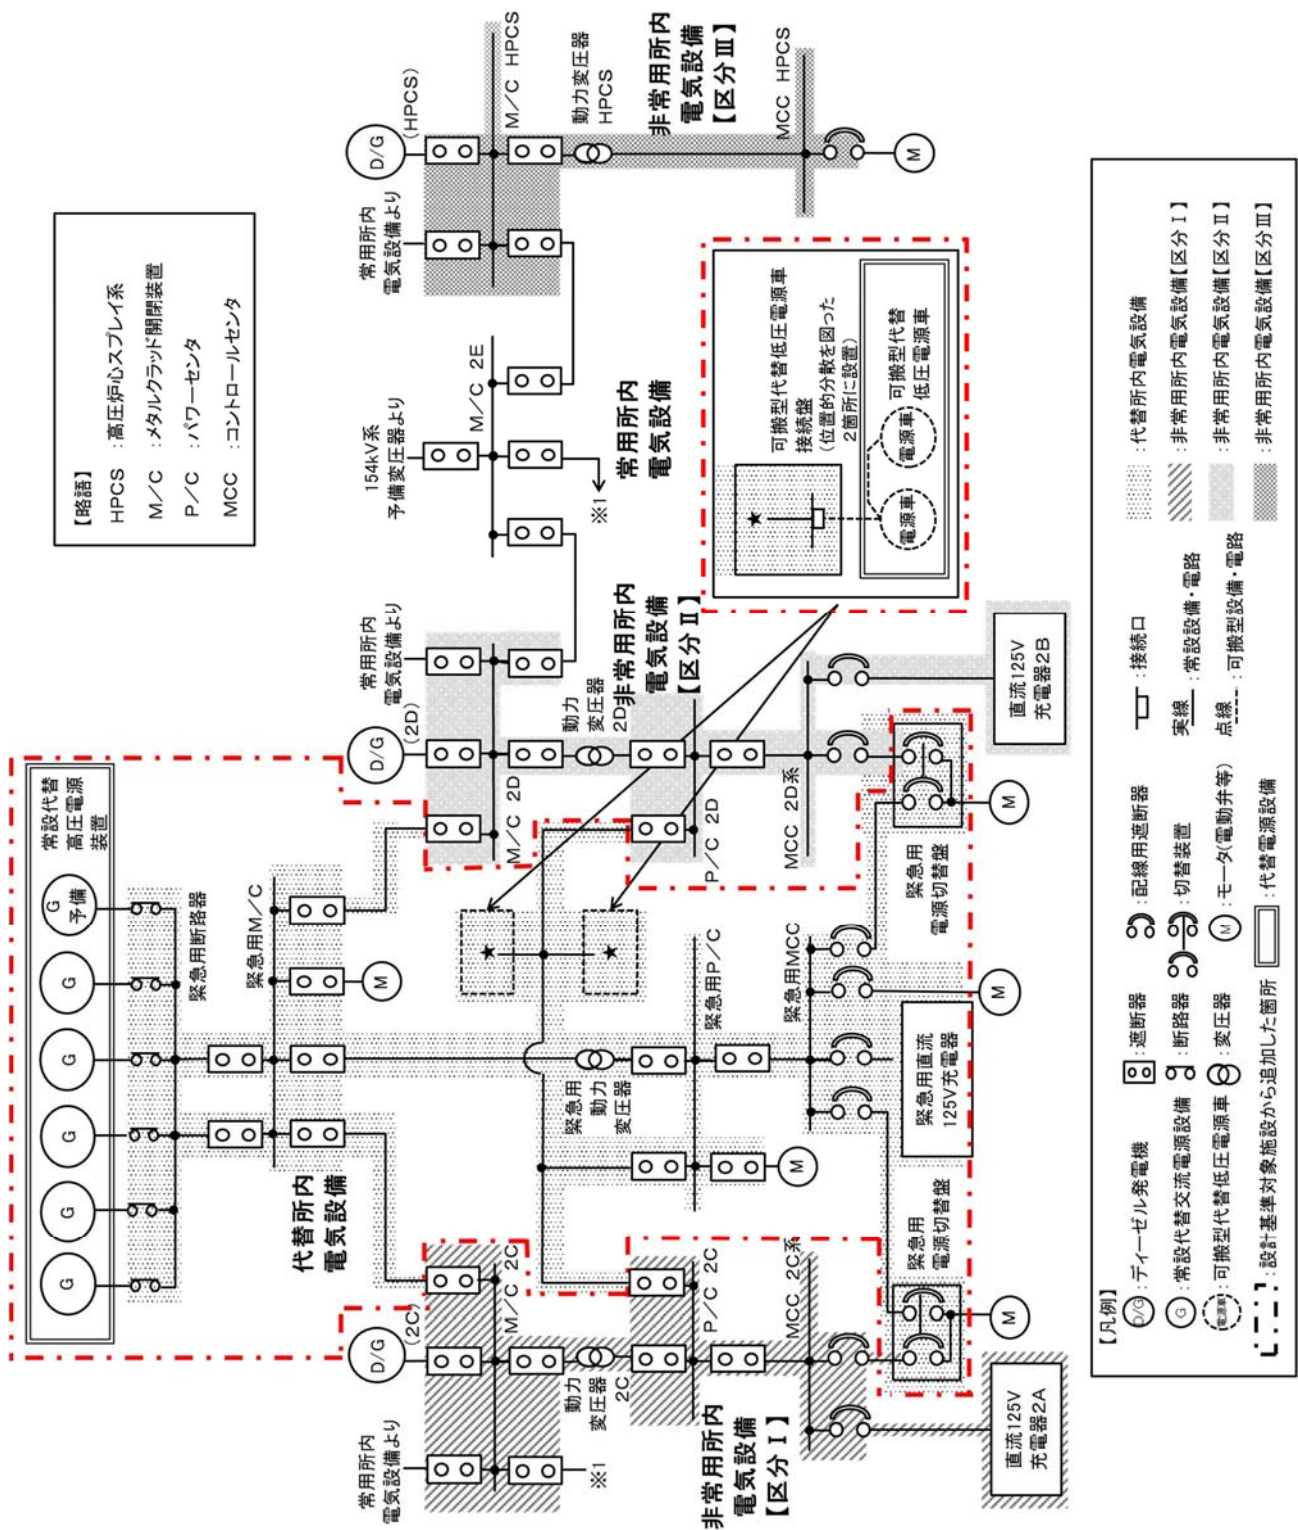 常設代替
高圧電源
装置
G
G
G
G
G
G
予備
緊急用断路器
緊急用M/C
代替所内
電気設備
M
D/G
(2C)
D/G
(2D)
D/G
(HPCS)
常用所内
電気設備より
常用所内
電気設備より
常用所内
電気設備より
154kV系
予備変圧器より
M/C 2C
M/C 2D
M/C 2E
M/C HPCS
※1
※1
動力
変圧器
2C
緊急用
動力
変圧器
動力
変圧器
2D
動力変圧器
HPCS
非常用所内
電気設備
【区分Ⅰ】
非常用所内
電気設備
【区分Ⅱ】
常用所内
電気設備
非常用所内
電気設備
【区分Ⅲ】
★
★
P/C 2C
緊急用P/C
P/C 2D
M
MCC 2C系
緊急用MCC
MCC 2D系
MCC HPCS
M
可搬型代替低圧電源車
接続盤
(位置的分散を図った
2箇所に設置)
★
電源車
電源車
可搬型代替
低圧電源車
緊急用
電源切替盤
緊急用直流
125V充電器
緊急用
電源切替盤
M
M
M
直流125V
充電器2A
直流125V
充電器2B
【略語】
HPCS :高圧炉心スプレイ系
M/C :メタルクラッド開閉装置
P/C :パワーセンタ
MCC :コントロールセンタ
【凡例】
D/G :ディーゼル発電機
G :常設代替交流電源設備
電源車 :可搬型代替低圧電源車
:設計基準対象施設から追加した箇所
:遮断器
:断路器
:変圧器
:配線用遮断器
:切替装置
M :モータ(電動弁等)
:代替電源設備
:接続口
実線 :常設設備・電路
点線 :可搬型設備・電路
:代替所内電気設備
:非常用所内電気設備【区分Ⅰ】
:非常用所内電気設備【区分Ⅱ】
:非常用所内電気設備【区分Ⅲ】